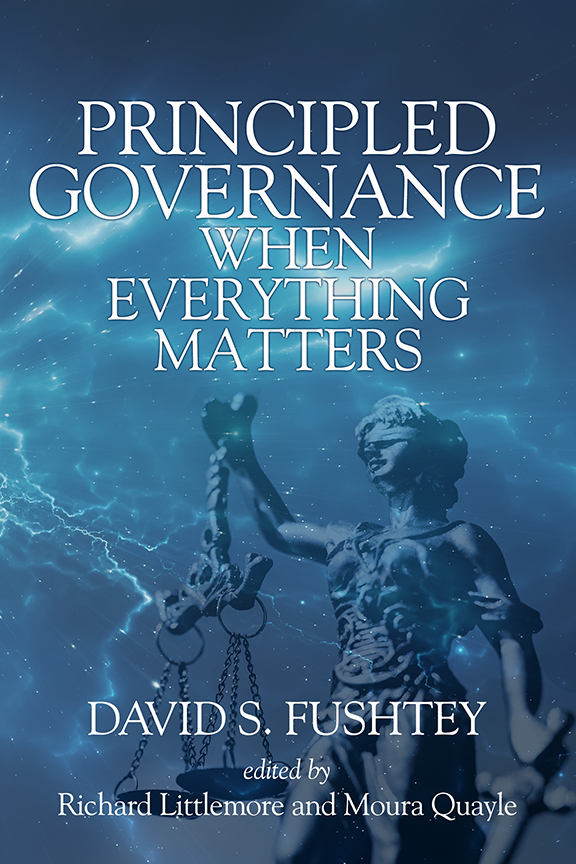 PRINCIPLED
GOVERNANCE
WHEN
EVERYTHING
MATTERS
DAVID S. FUSHTEY
edited by
Richard Littlemore and Moura Quayle